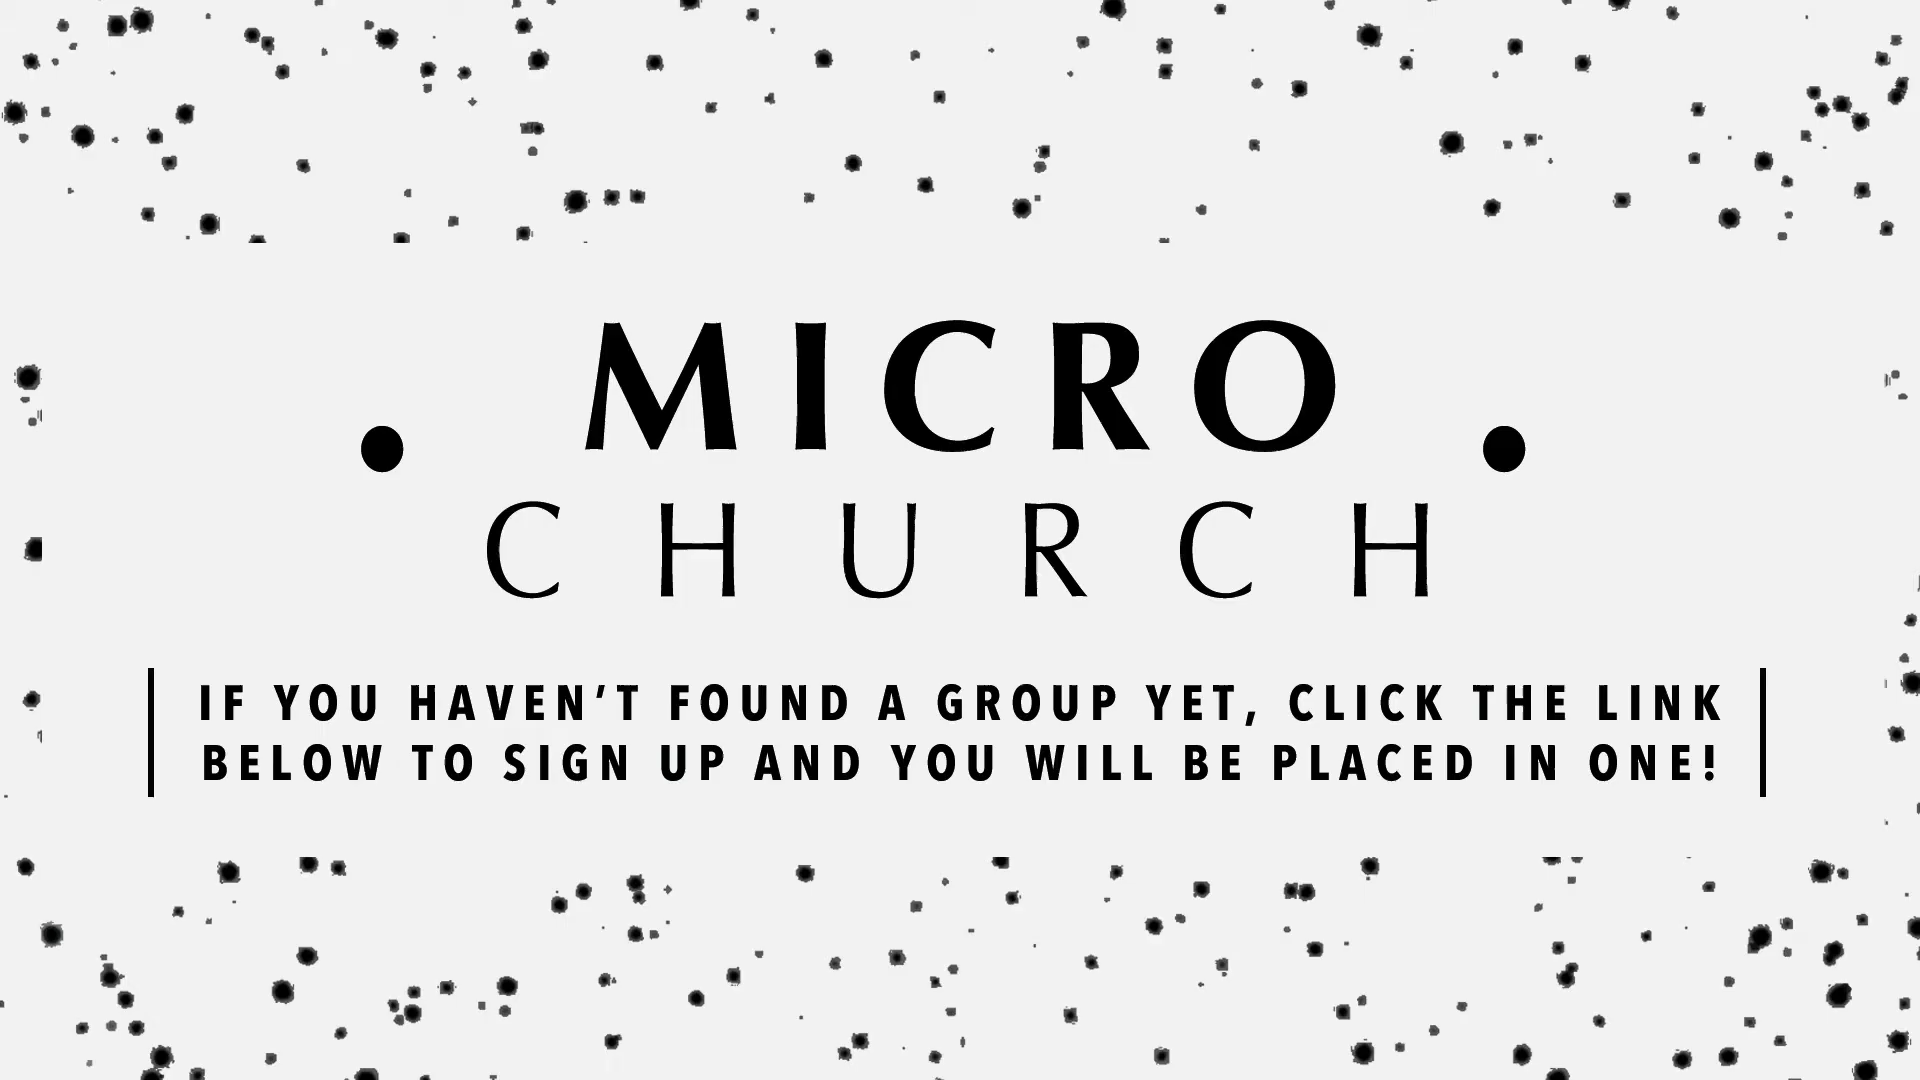 MICRO
CHURCH
IF YOU HAVEN’T FOUND A GROUP YET, CLICK THE LINK
BELOW TO SIGN UP AND YOU WILL BE PLACED IN ONE!